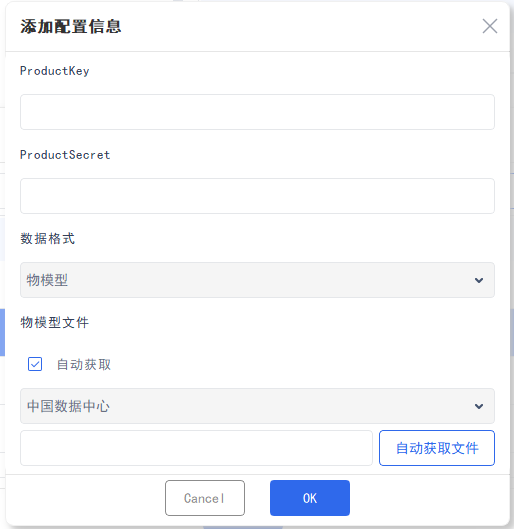 添加配置信息
ProductKey
ProductSecret
数据格式
物模型
物模型文件
自动获取
中国数据中心
自动获取文件
Cancel OK